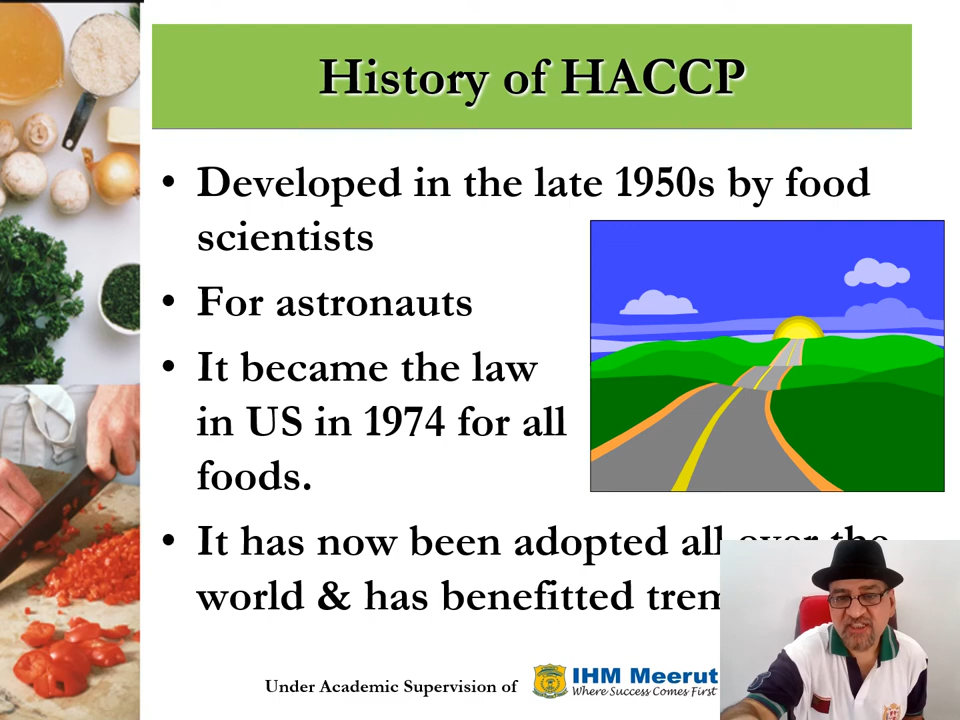 History of HACCP
• Developed in the late 1950s by food
scientists
• For astronauts
• It became the law
in US in 1974 for all
foods.
• It has now been adopted all over the
world & has benefitted
Under Academic Supervision of
IHM Meerut
Where Success Comes First